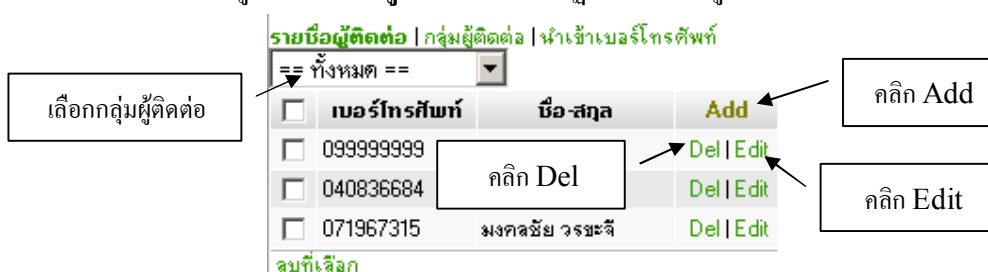 รายชื่อผู้ติดต่อ | กลุ่มผู้ติดต่อ | นำเข้าเบอร์โทรศัพท์
== ทั้งหมด ==
เลือกกลุ่มผู้ติดต่อ
คลิก Add
เบอร์โทรศัพท์ ชื่อ-สกุล Add
099999999 Del | Edit
คลิก Del
040836684 Del | Edit
คลิก Edit
071967315 มงคลชัย วรขะจี Del | Edit
ลบที่เลือก